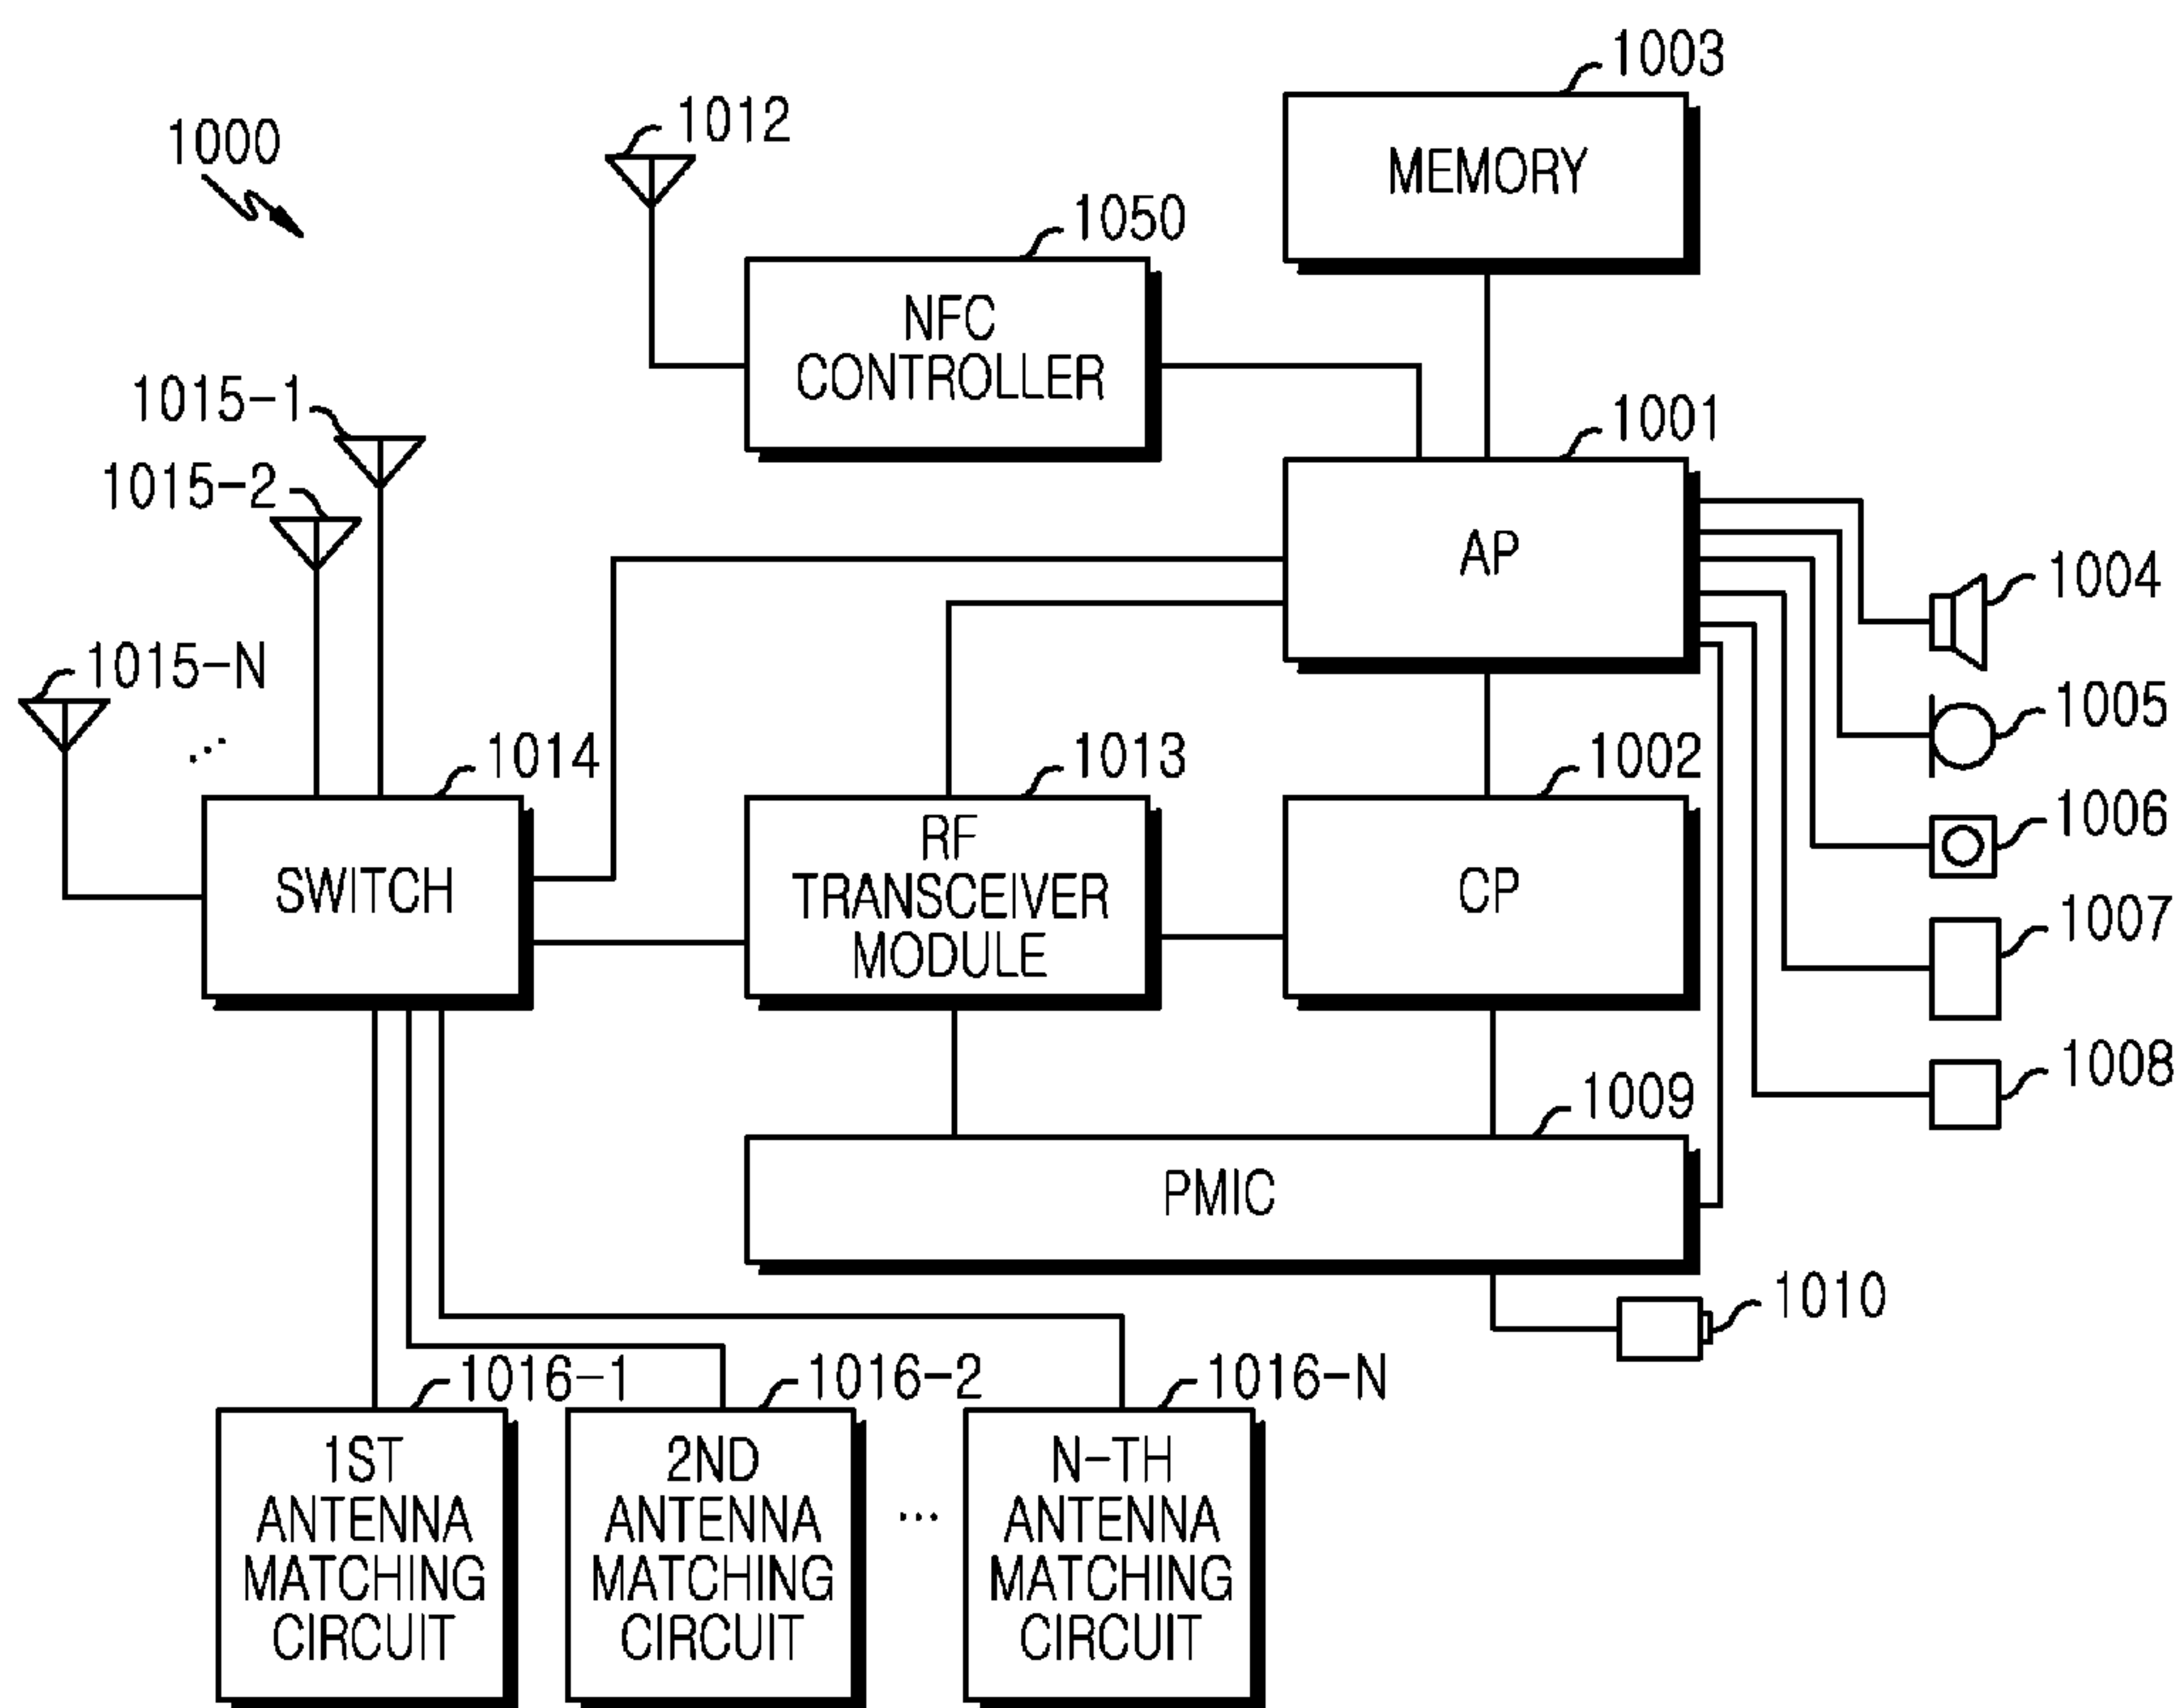 1003
1012
1000
MEMORY
1050
NFC
CONTROLLER
1015-1
1001
1015-2
AP
1004
1015-N
1005
1014
1013
1002
1006
SWITCH
RF
TRANSCEIVER
MODULE
CP
1007
1008
1009
PMIC
1010
1016-1
1016-2
1016-N
1ST
ANTENNA
MATCHING
CIRCUIT
2ND
ANTENNA
MATCHING
CIRCUIT
...
N-TH
ANTENNA
MATCHING
CIRCUIT